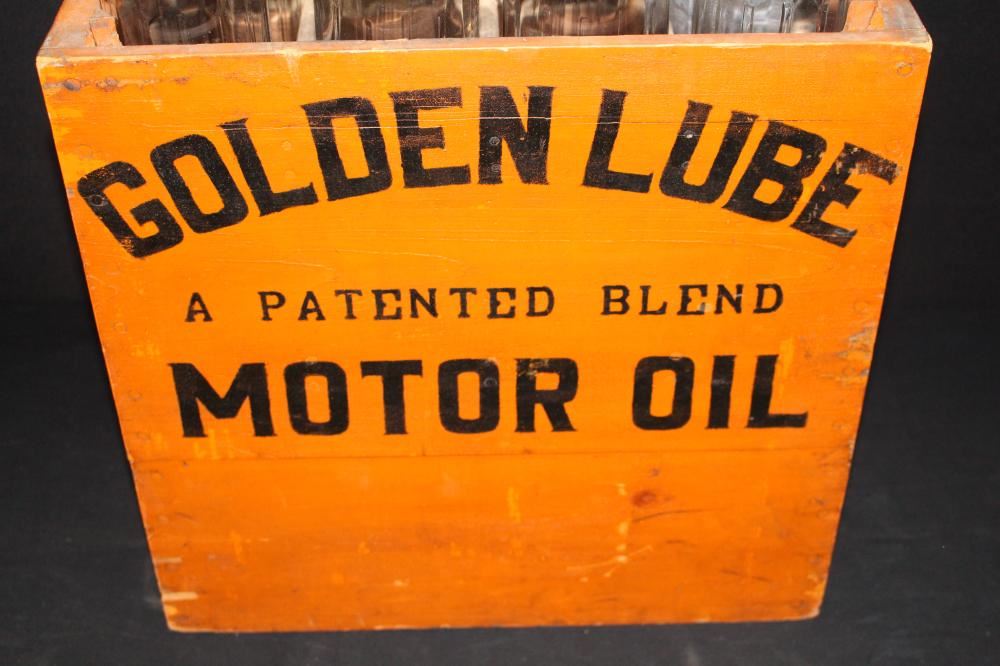 GOLDEN LUBE
A PATENTED BLEND
MOTOR OIL